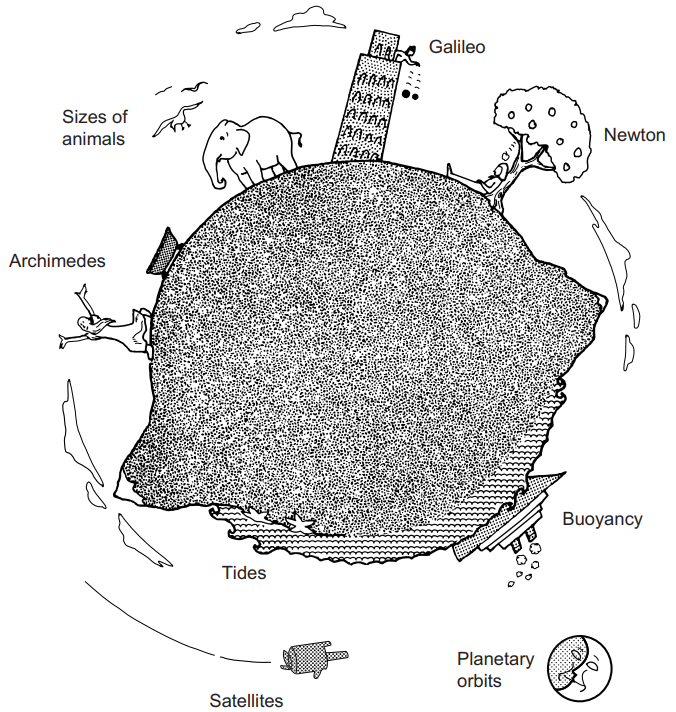 Galileo
Sizes of
animals
Newton
Archimedes
Buoyancy
Tides
Planetary
orbits
Satellites